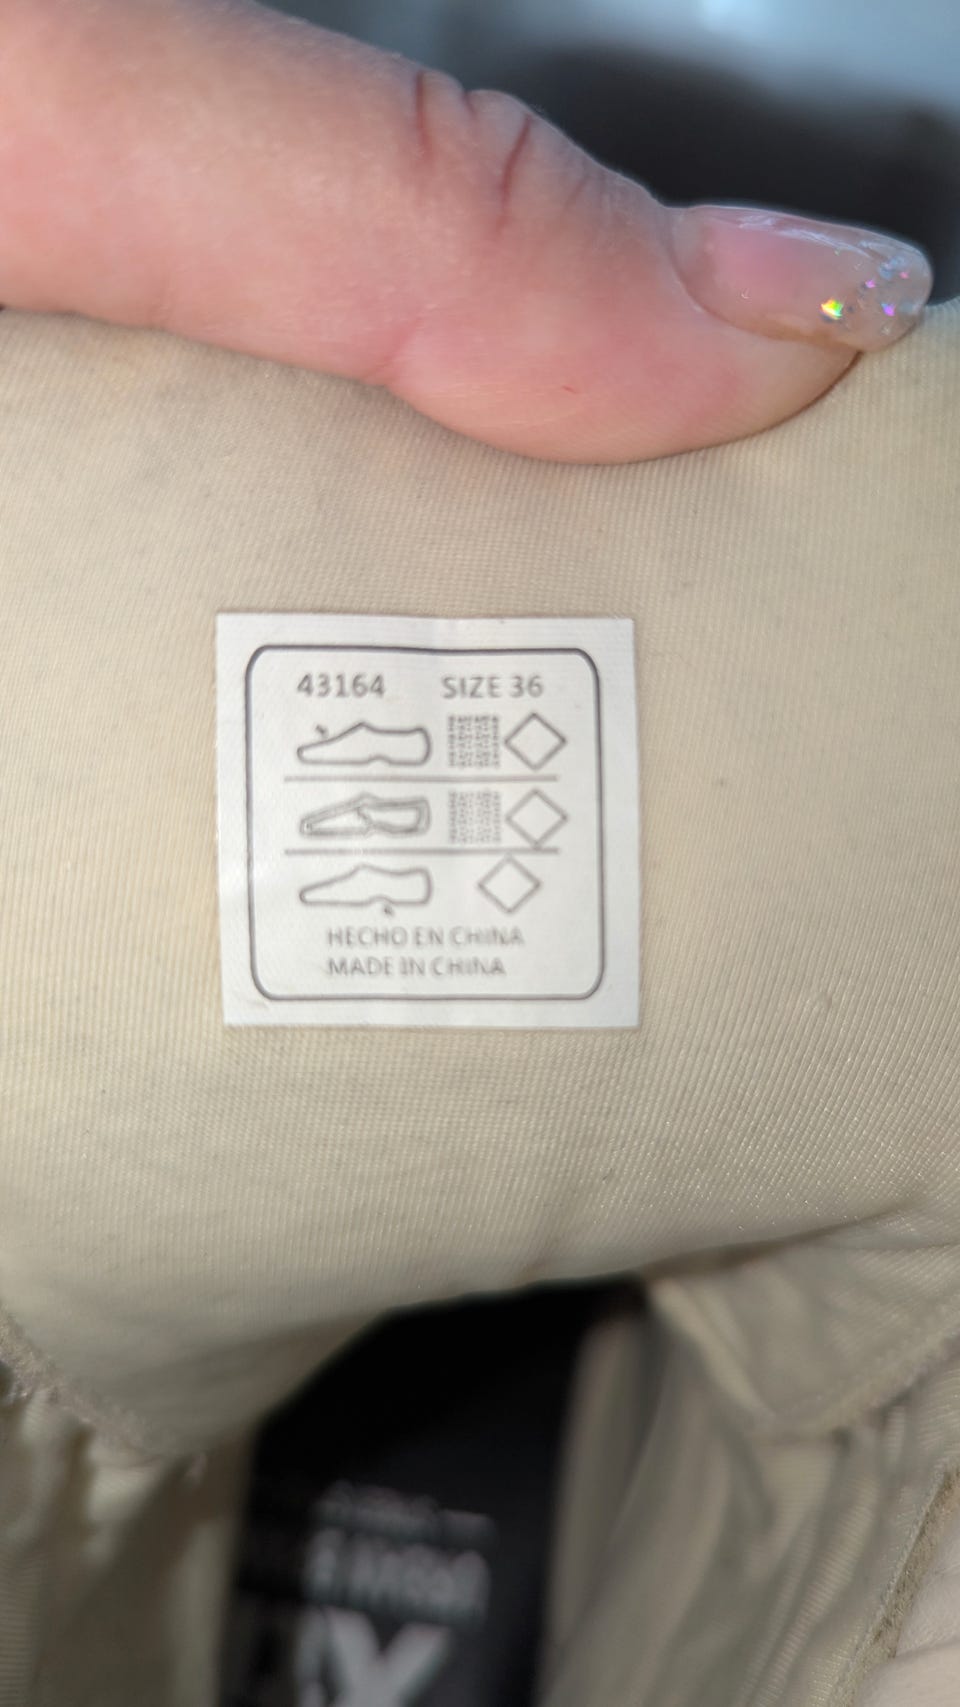 43164 SIZE 36
HECHO EN CHINA
MADE IN CHINA